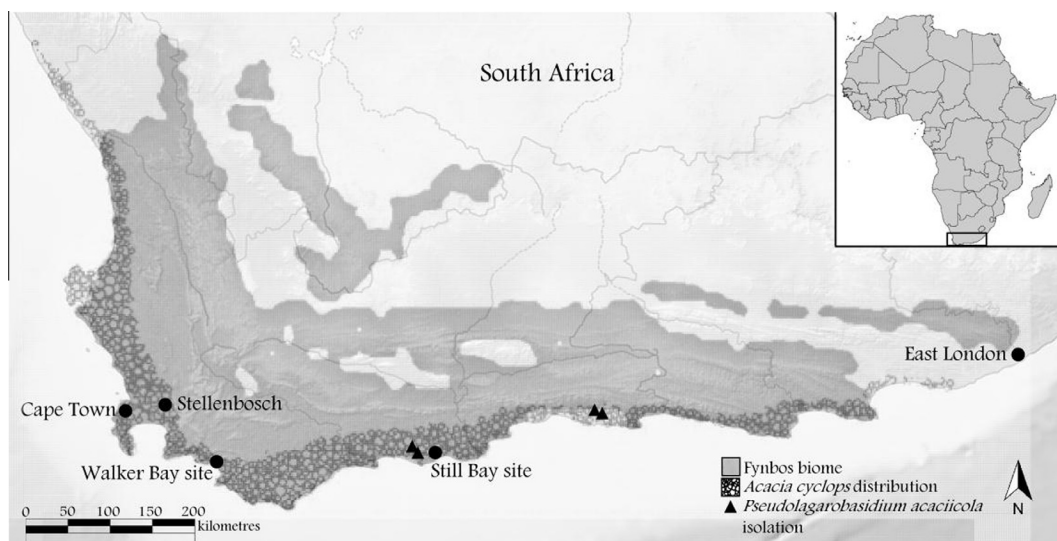 South Africa
East London
Cape Town
Stellenbosch
Walker Bay site
Still Bay site
Fynbos biome
Acacia cyclops distribution
Pseudolagarobasidium acaciicola
isolation
0 50 100 150 200
kilometres
N